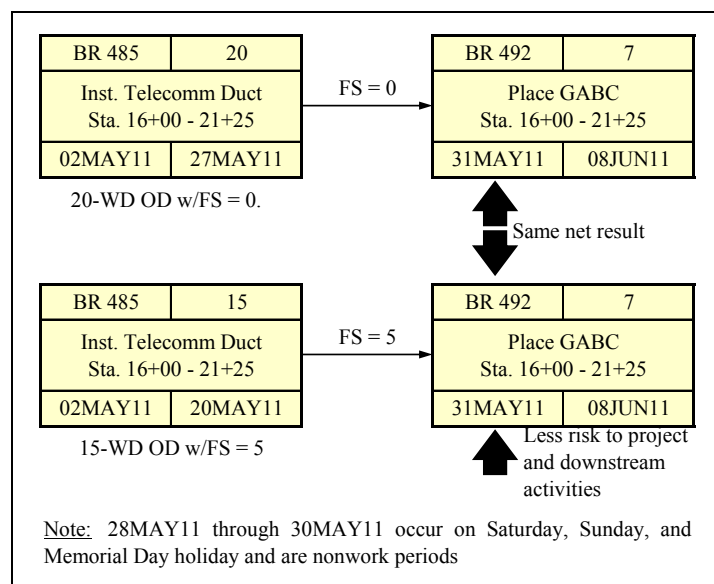 BR 485 20
Inst. Telecomm Duct
Sta. 16+00 - 21+25
02MAY11 27MAY11
20-WD OD w/FS = 0.
FS = 0
BR 492 7
Place GABC
Sta. 16+00 - 21+25
31MAY11 08JUN11
Same net result
BR 485 15
Inst. Telecomm Duct
Sta. 16+00 - 21+25
02MAY11 20MAY11
15-WD OD w/FS = 5
FS = 5
BR 492 7
Place GABC
Sta. 16+00 - 21+25
31MAY11 08JUN11
Less risk to project
and downstream
activities
Note: 28MAY11 through 30MAY11 occur on Saturday, Sunday, and
Memorial Day holiday and are nonwork periods